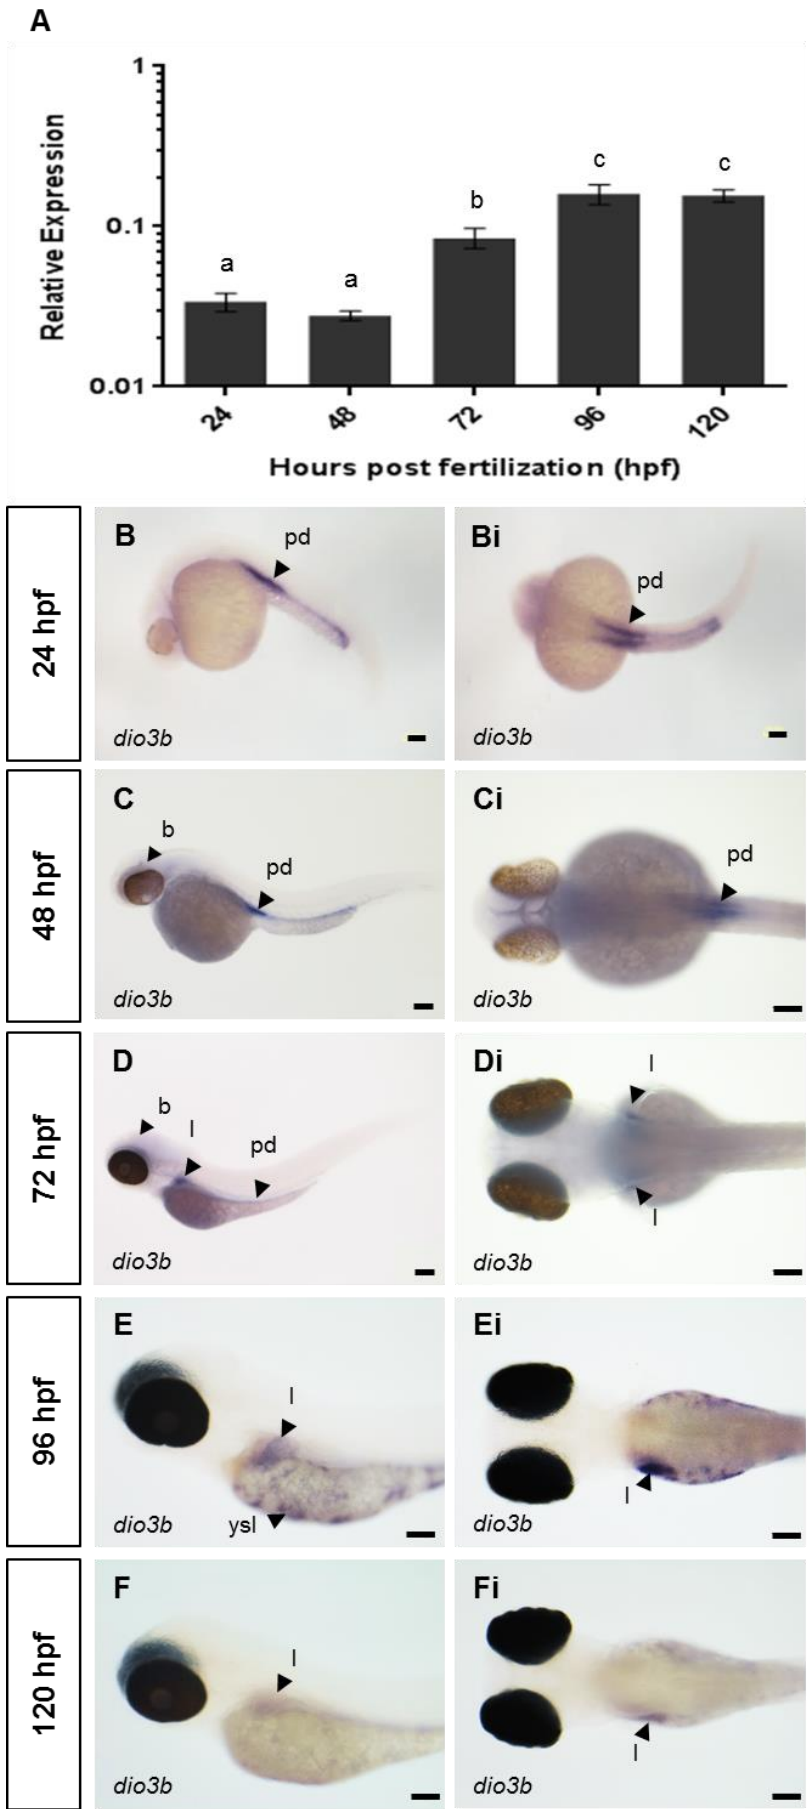 A
1
0.1
0.01
Relative Expression
a
a
b
c
c
24
48
72
96
120
Hours post fertilization (hpf)
24 hpf
B
pd
dio3b
Bi
pd
dio3b
48 hpf
C
b
pd
dio3b
Ci
pd
dio3b
72 hpf
D
b
l
pd
dio3b
Di
l
l
dio3b
96 hpf
E
l
ysl
dio3b
Ei
l
dio3b
120 hpf
F
l
dio3b
Fi
l
dio3b